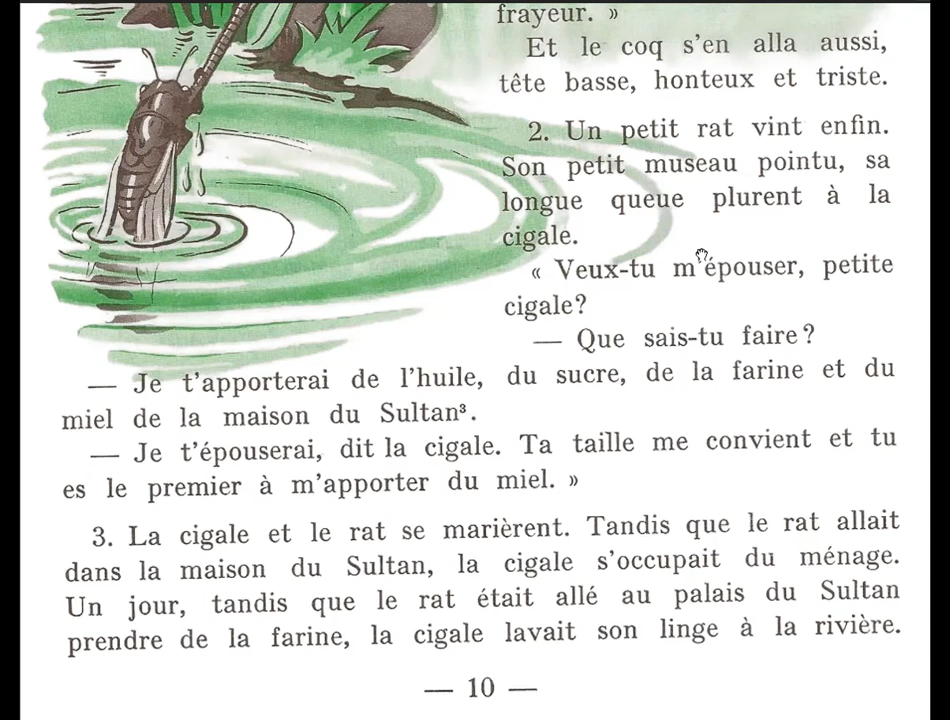 frayeur. »
Et le coq s'en alla aussi,
tête basse, honteux et triste.
2. Un petit rat vint enfin.
Son petit museau pointu, sa
longue queue plurent à la
cigale.
« Veux-tu m'épouser, petite
cigale?
— Que sais-tu faire?
— Je t'apporterai de l'huile, du sucre, de la farine et du
miel de la maison du Sultan³.
— Je t'épouserai, dit la cigale. Ta taille me convient et tu
es le premier à m'apporter du miel. »
3. La cigale et le rat se marièrent. Tandis que le rat allait
dans la maison du Sultan, la cigale s'occupait du ménage.
Un jour, tandis que le rat était allé au palais du Sultan
prendre de la farine, la cigale lavait son linge à la rivière.
— 10 —